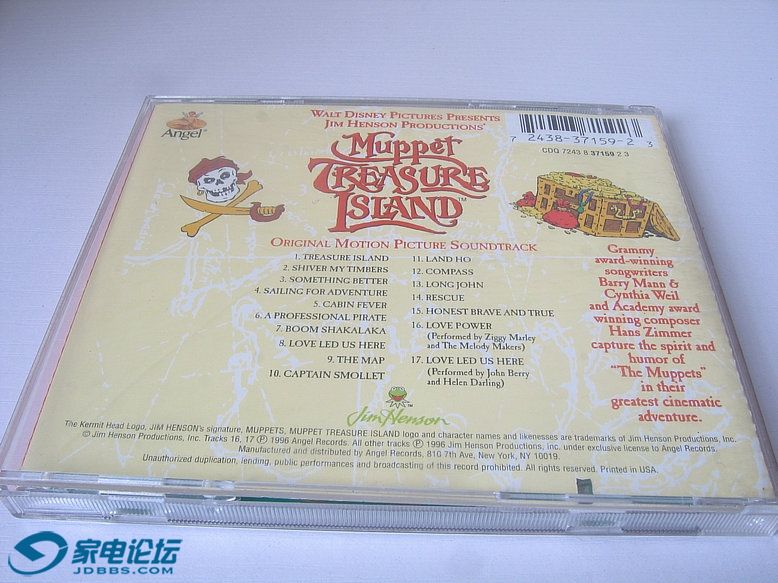 Angel
WALT DISNEY PICTURES PRESENTS
JIM HENSON PRODUCTIONS'
Muppet
TREASURE
ISLAND™
ORIGINAL MOTION PICTURE SOUNDTRACK
7 2438-37159-2 3
CDQ 7243 8 37159 2 3
1. TREASURE ISLAND
2. SHIVER MY TIMBERS
3. SOMETHING BETTER
4. SAILING FOR ADVENTURE
5. CABIN FEVER
6. A PROFESSIONAL PIRATE
7. BOOM SHAKALAKA
8. LOVE LED US HERE
9. THE MAP
10. CAPTAIN SMOLLET
11. LAND HO
12. COMPASS
13. LONG JOHN
14. RESCUE
15. HONEST BRAVE AND TRUE
16. LOVE POWER
(Performed by Ziggy Marley
and The Melody Makers)
17. LOVE LED US HERE
(Performed by John Berry
and Helen Darling)
Grammy
award-winning
songwriters
Barry Mann &
Cynthia Weil
and Academy award
winning composer
Hans Zimmer
capture the spirit and
humor of
"The Muppets"
in their
greatest cinematic
adventure.
Jim Henson
The Kermit Head Logo, JIM HENSON's signature, MUPPETS, MUPPET TREASURE ISLAND logo and character names and likenesses are trademarks of Jim Henson Productions, Inc.
© Jim Henson Productions, Inc. Tracks 16, 17 ℗ 1996 Angel Records. All other tracks ℗ 1996 Jim Henson Productions, Inc. under exclusive license to Angel Records.
Manufactured and distributed by Angel Records, 810 7th Ave., New York, NY 10019.
Unauthorized duplication, lending, public performances and broadcasting of this record prohibited. All rights reserved. Printed in USA.
家电论坛
JDBBS.COM